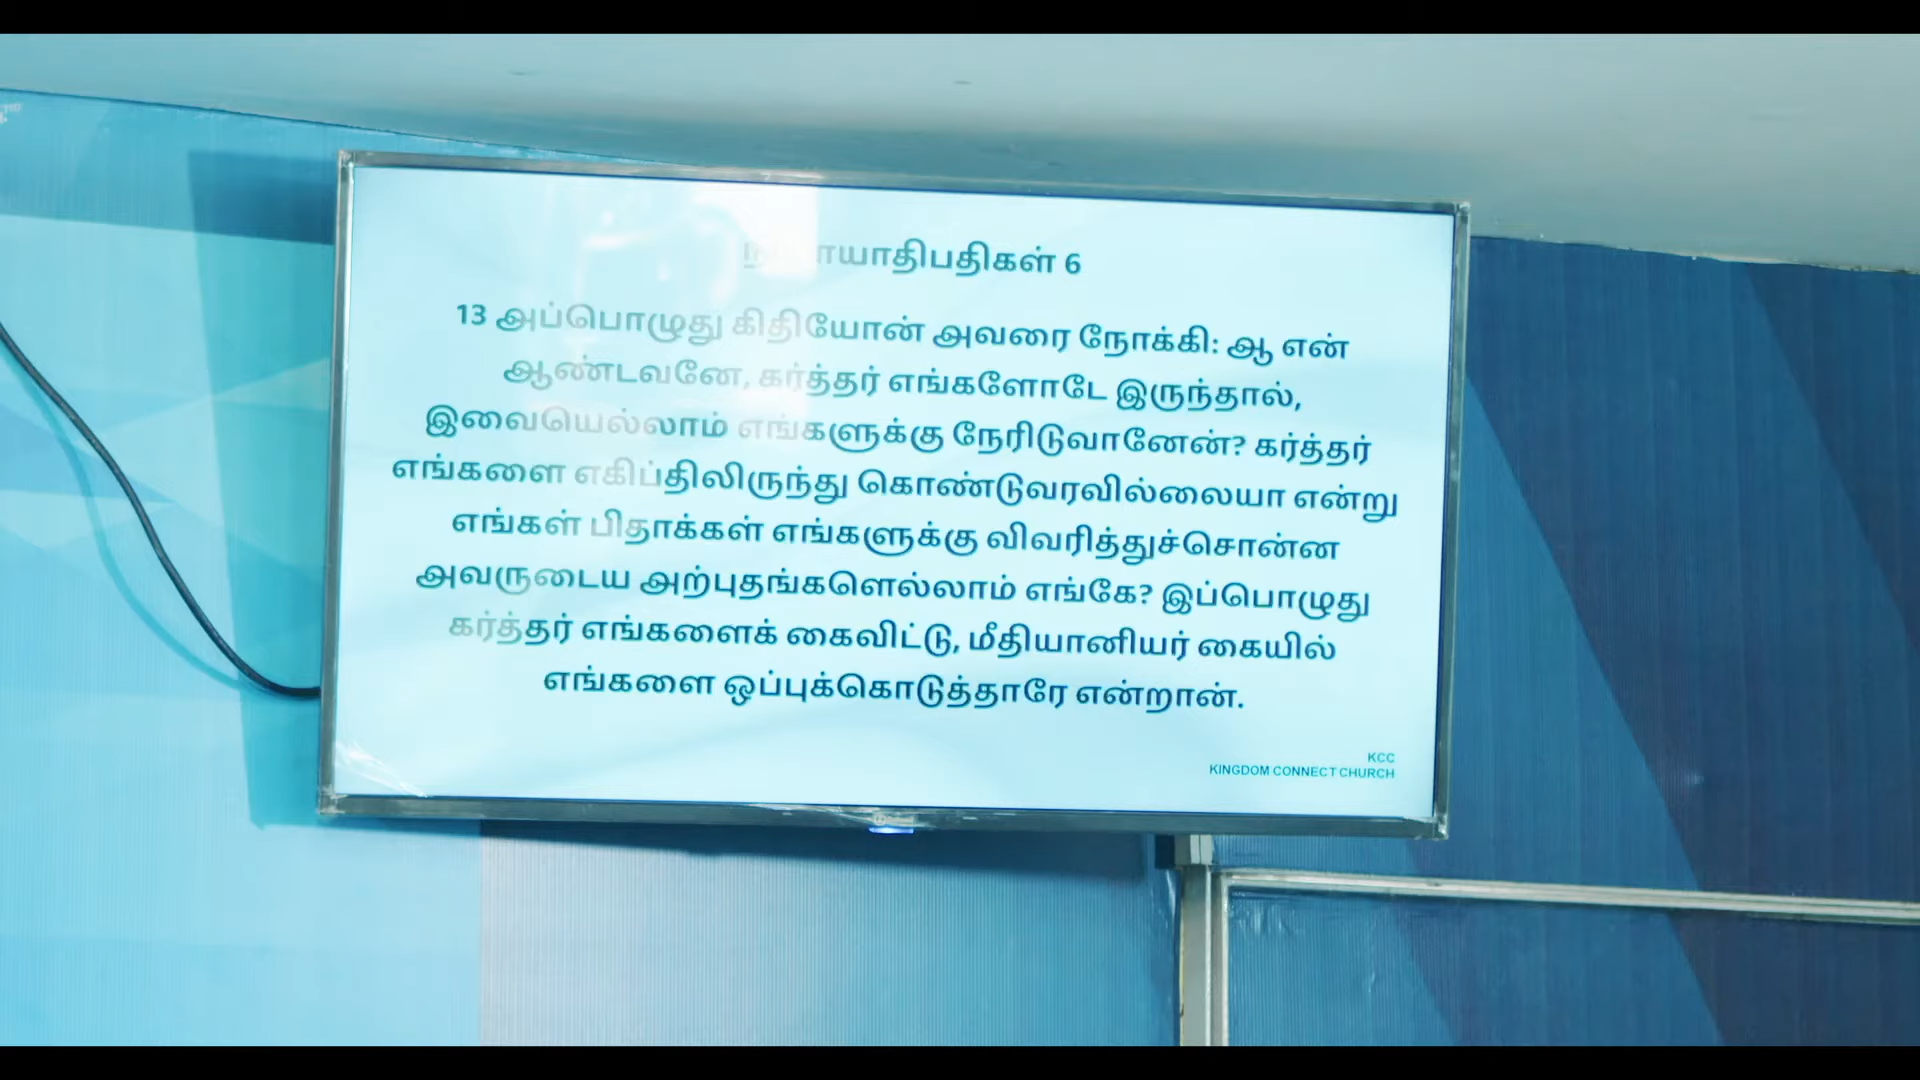 நியாயாதிபதிகள் 6
13 அப்பொழுது கிதியோன் அவரை நோக்கி: ஆ என்
ஆண்டவனே, கர்த்தர் எங்களோடே இருந்தால்,
இவையெல்லாம் எங்களுக்கு நேரிடுவானேன்? கர்த்தர்
எங்களை எகிப்திலிருந்து கொண்டுவரவில்லையா என்று
எங்கள் பிதாக்கள் எங்களுக்கு விவரித்துச்சொன்ன
அவருடைய அற்புதங்களெல்லாம் எங்கே? இப்பொழுது
கர்த்தர் எங்களைக் கைவிட்டு, மீதியானியர் கையில்
எங்களை ஒப்புக்கொடுத்தாரே என்றான்.
KCC
KINGDOM CONNECT CHURCH